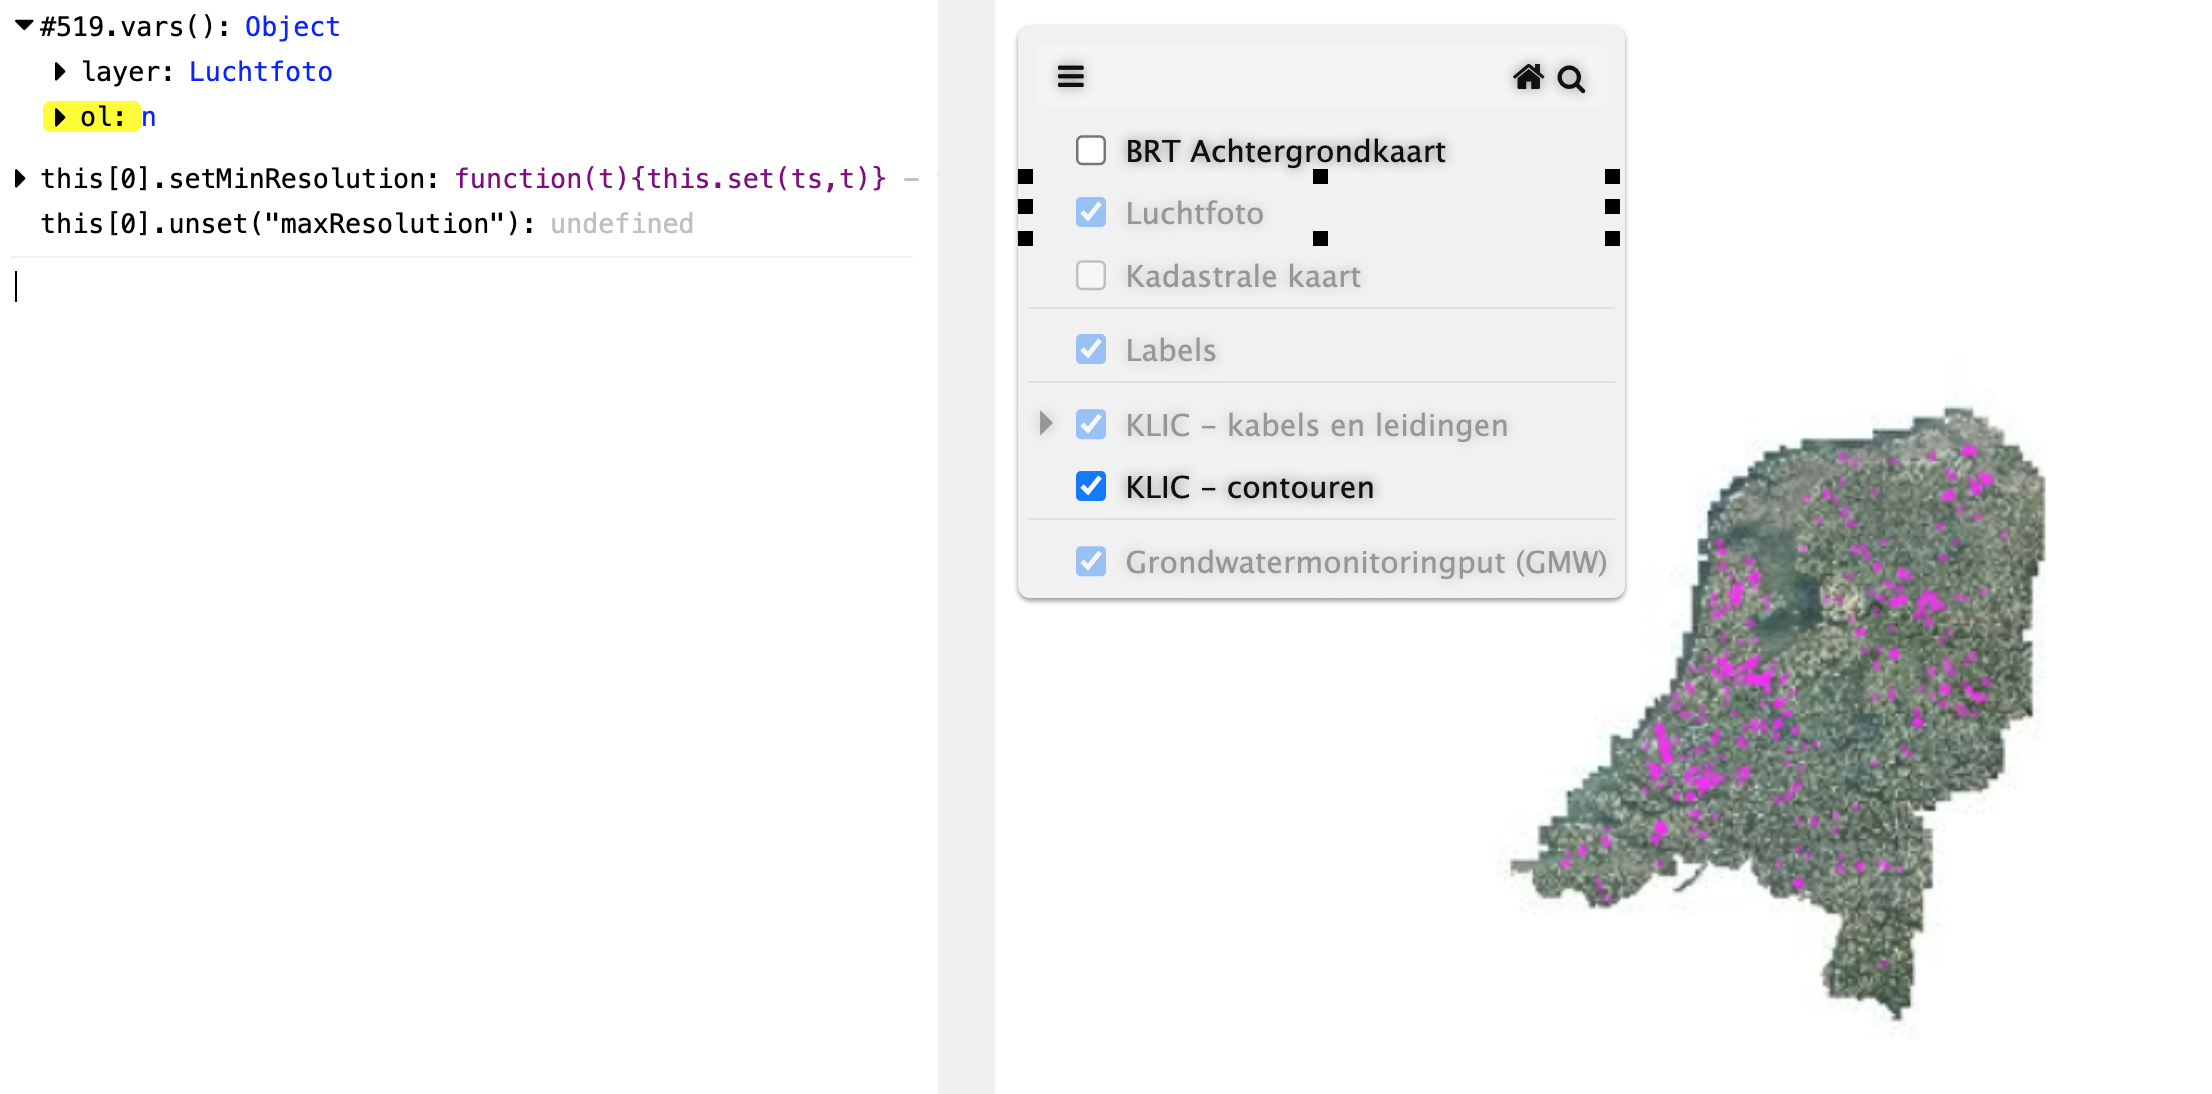 #519.vars(): Object
layer: Luchtfoto
ol: n
this[0].setMinResolution: function(t){this.set(ts,t)} –
this[0].unset("maxResolution"): undefined
BRT Achtergrondkaart
Luchtfoto
Kadastrale kaart
Labels
KLIC – kabels en leidingen
KLIC – contouren
Grondwatermonitoringput (GMW)